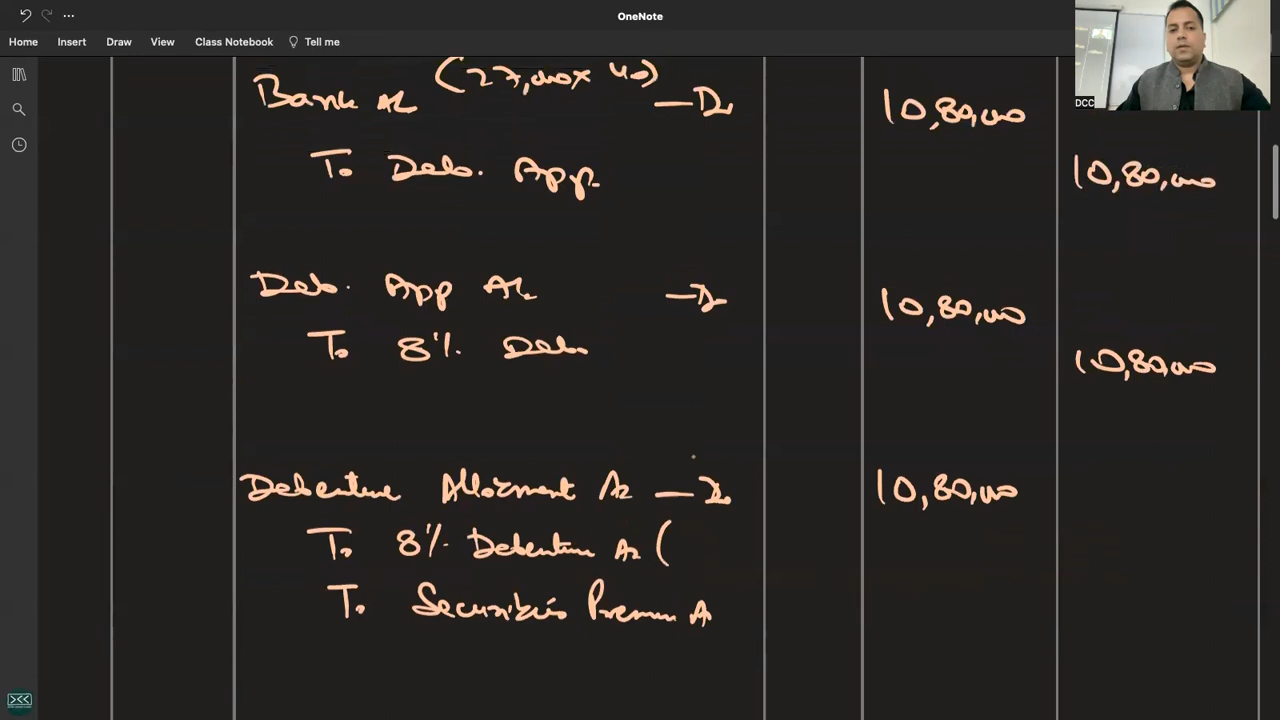 OneNote
Home Insert Draw View Class Notebook Tell me
DCC
Bank A/c (27,000x 40) — Dr 10,80,000
To Deb. App. 10,80,000
Deb. App A/c — Dr 10,80,000
To 8% Deb. 10,80,000
Debenture Allotment A/c — Dr 10,80,000
To 8% Debenture A/c (
To Securities Premium A